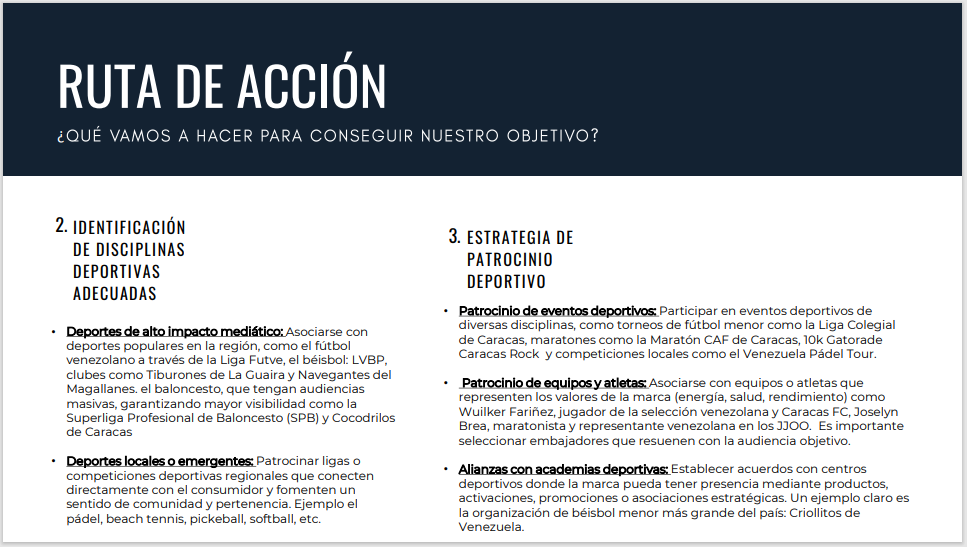 RUTA DE ACCIÓN
¿QUÉ VAMOS A HACER PARA CONSEGUIR NUESTRO OBJETIVO?
2. IDENTIFICACIÓN
DE DISCIPLINAS
DEPORTIVAS
ADECUADAS
• Deportes de alto impacto mediático: Asociarse con
deportes populares en la región, como el fútbol
venezolano a través de la Liga Futve, el béisbol: LVBP,
clubes como Tiburones de La Guaira y Navegantes del
Magallanes. el baloncesto, que tengan audiencias
masivas, garantizando mayor visibilidad como la
Superliga Profesional de Baloncesto (SPB) y Cocodrilos
de Caracas
• Deportes locales o emergentes: Patrocinar ligas o
competiciones deportivas regionales que conecten
directamente con el consumidor y fomenten un
sentido de comunidad y pertenencia. Ejemplo el
pádel, beach tennis, pickeball, softball, etc.
3. ESTRATEGIA DE
PATROCINIO
DEPORTIVO
• Patrocinio de eventos deportivos: Participar en eventos deportivos de
diversas disciplinas, como torneos de fútbol menor como la Liga Colegial
de Caracas, maratones como la Maratón CAF de Caracas, 10k Gatorade
Caracas Rock y competiciones locales como el Venezuela Pádel Tour.
• Patrocinio de equipos y atletas: Asociarse con equipos o atletas que
representen los valores de la marca (energía, salud, rendimiento) como
Wuilker Fariñez, jugador de la selección venezolana y Caracas FC, Joselyn
Brea, maratonista y representante venezolana en los JJOO. Es importante
seleccionar embajadores que resuenen con la audiencia objetivo.
• Alianzas con academias deportivas: Establecer acuerdos con centros
deportivos donde la marca pueda tener presencia mediante productos,
activaciones, promociones o asociaciones estratégicas. Un ejemplo claro es
la organización de béisbol menor más grande del país: Criollitos de
Venezuela.